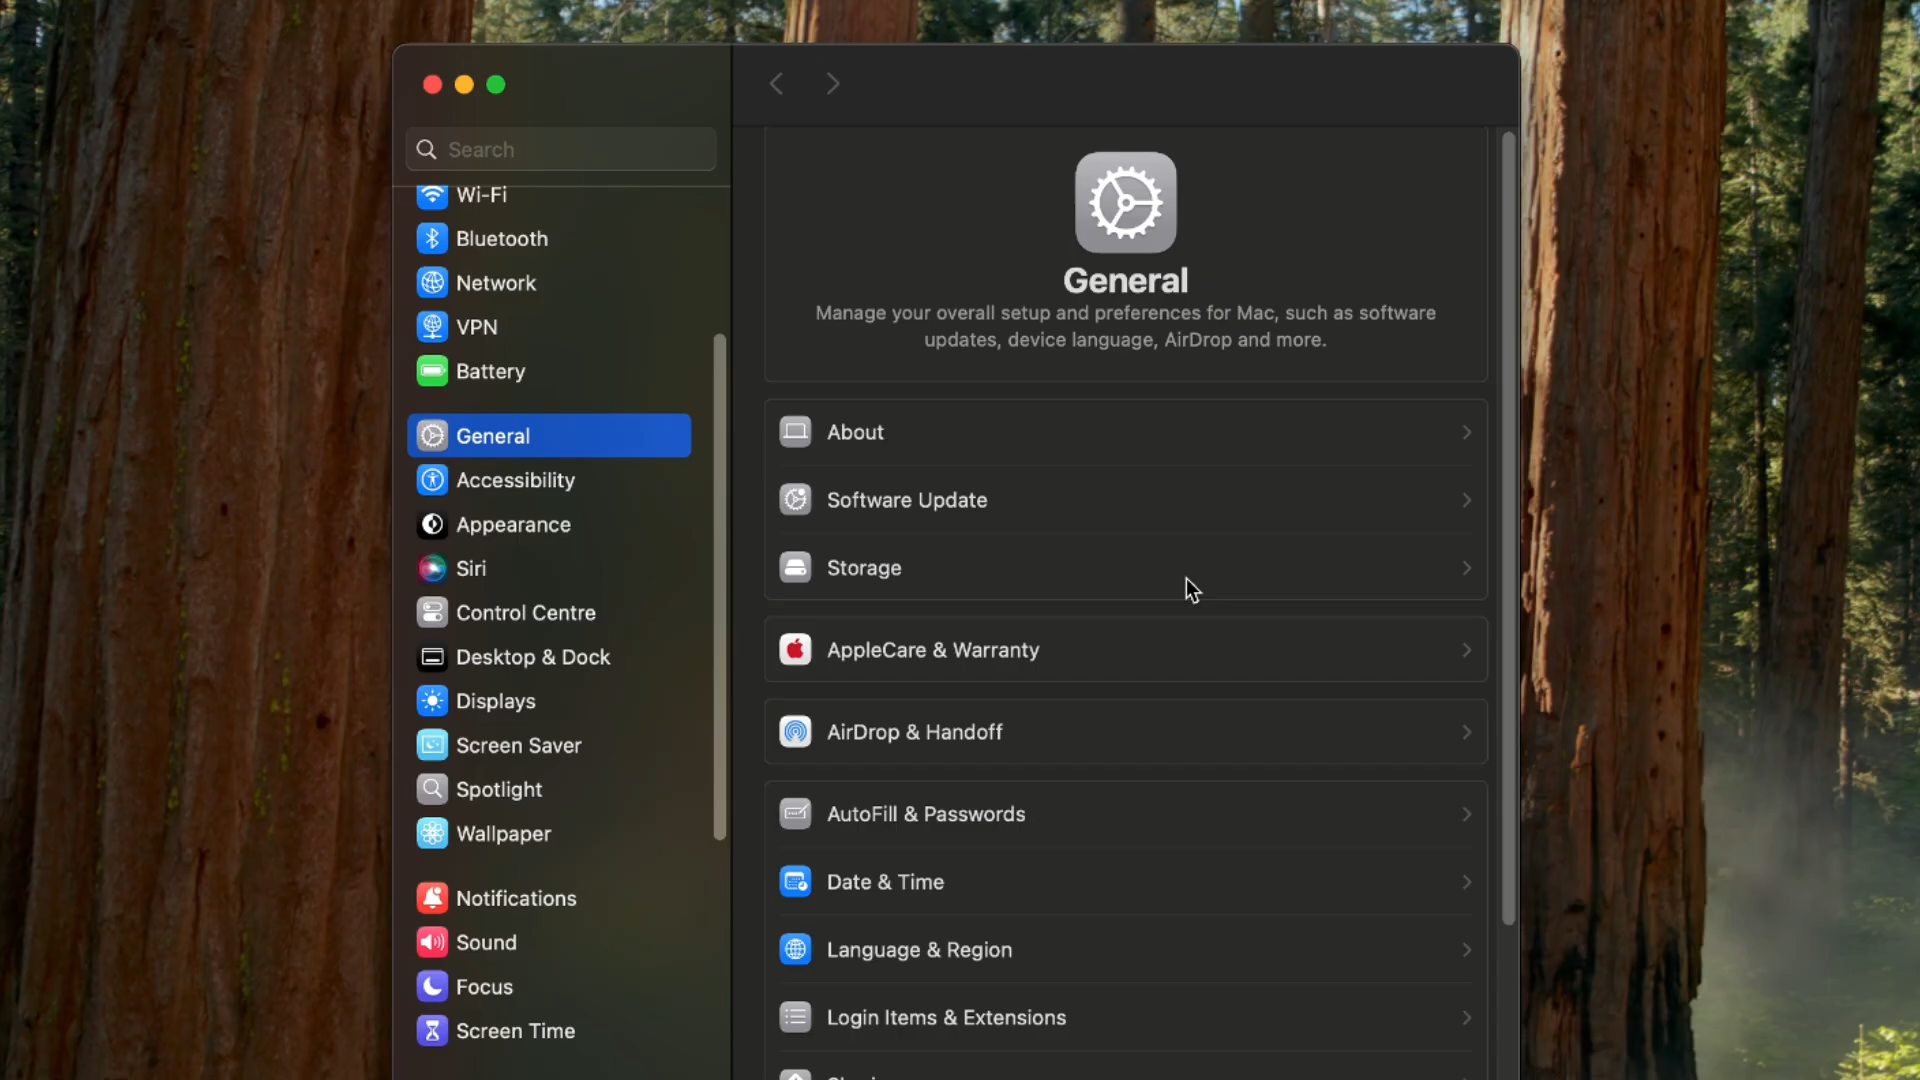 Search
Wi-Fi
Bluetooth
Network
VPN
Battery
General
Accessibility
Appearance
Siri
Control Centre
Desktop & Dock
Displays
Screen Saver
Spotlight
Wallpaper
Notifications
Sound
Focus
Screen Time
General
Manage your overall setup and preferences for Mac, such as software
updates, device language, AirDrop and more.
About
Software Update
Storage
AppleCare & Warranty
AirDrop & Handoff
AutoFill & Passwords
Date & Time
Language & Region
Login Items & Extensions